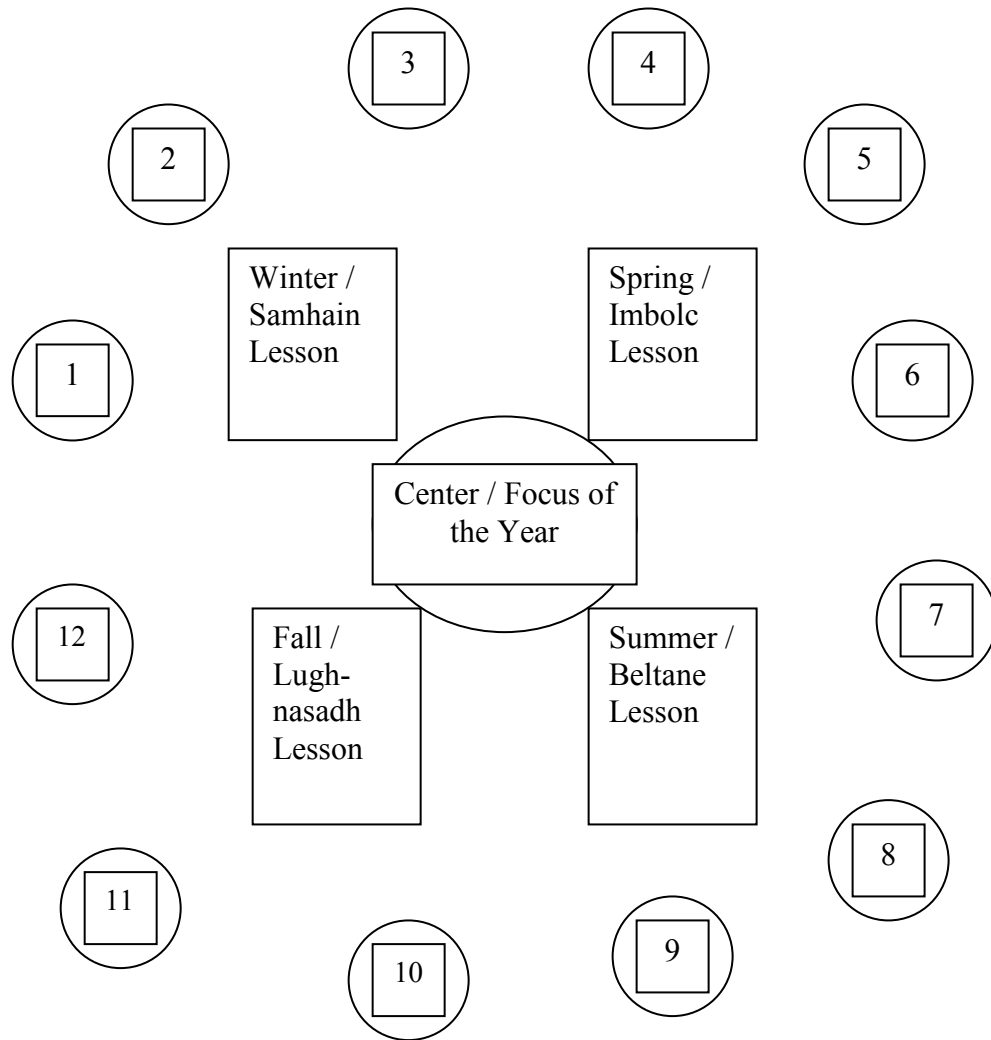 3
4
2
5
Winter /
Samhain
Lesson
Spring /
Imbolc
Lesson
1
6
Center / Focus of
the Year
12
7
Fall /
Lugh-
nasadh
Lesson
Summer /
Beltane
Lesson
8
11
9
10